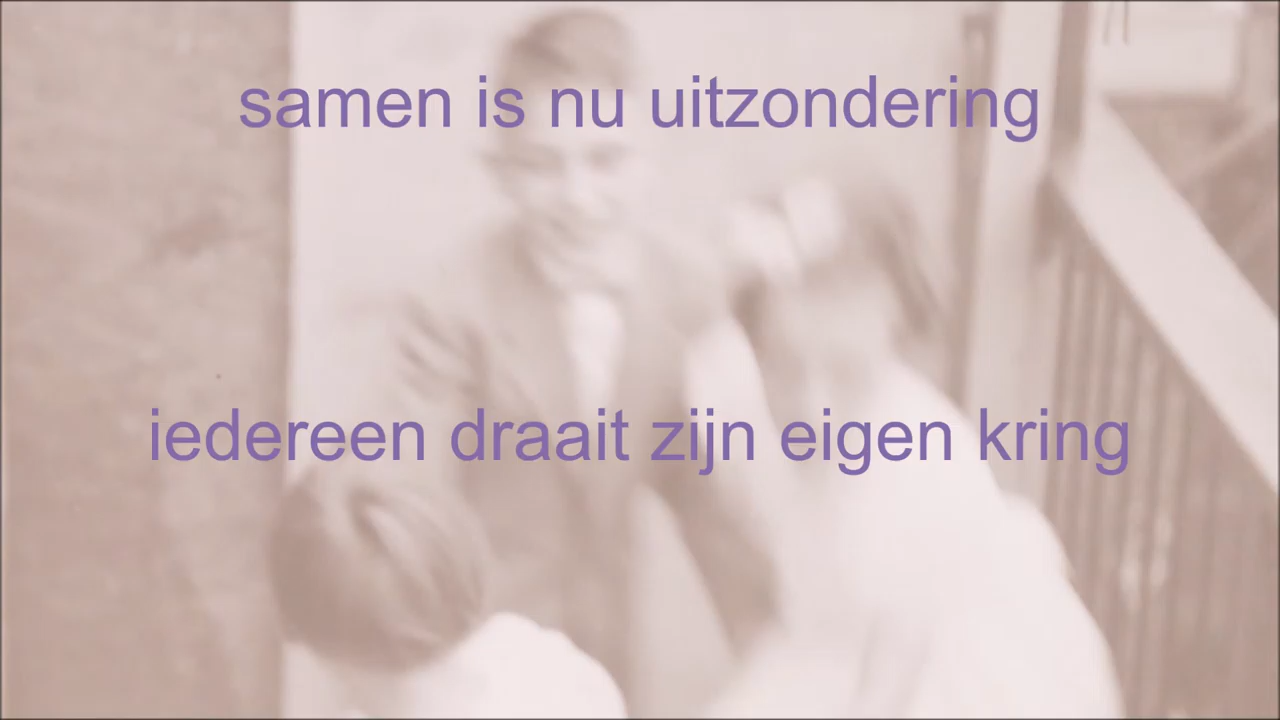 samen is nu uitzondering
iedereen draait zijn eigen kring